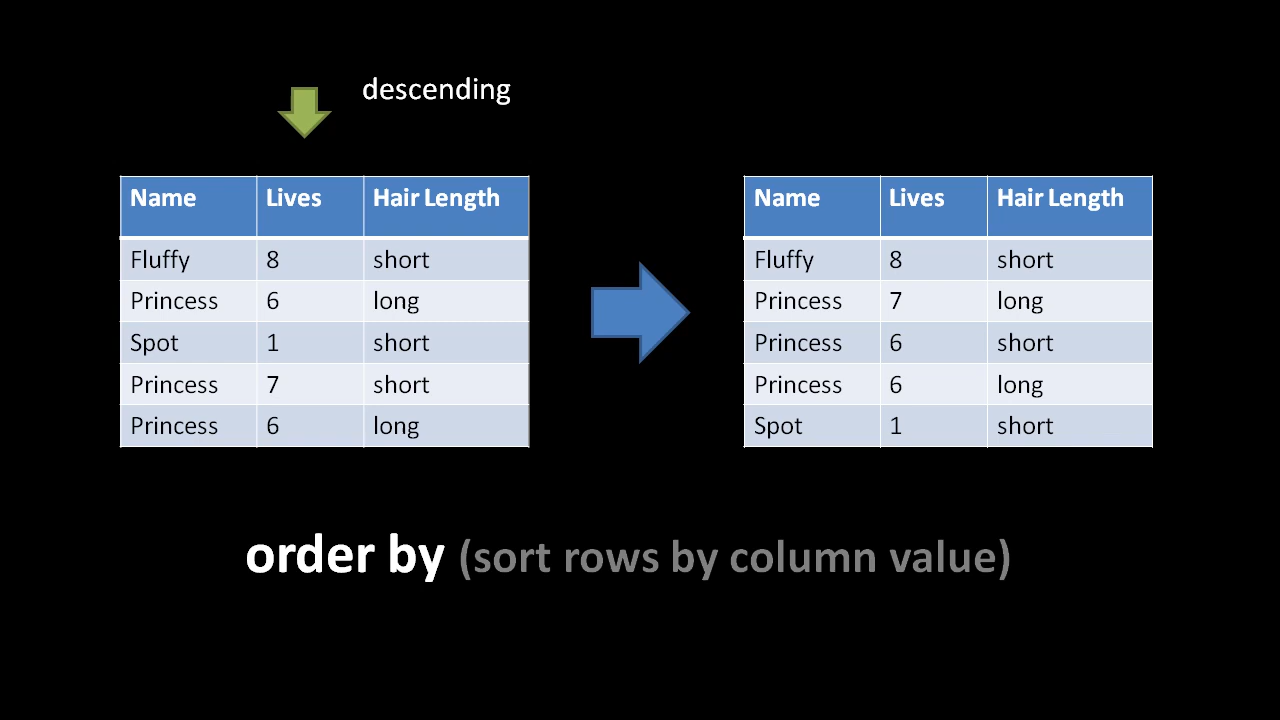 descending
Name Lives Hair Length
Fluffy 8 short
Princess 6 long
Spot 1 short
Princess 7 short
Princess 6 long
Name Lives Hair Length
Fluffy 8 short
Princess 7 long
Princess 6 short
Princess 6 long
Spot 1 short
order by (sort rows by column value)